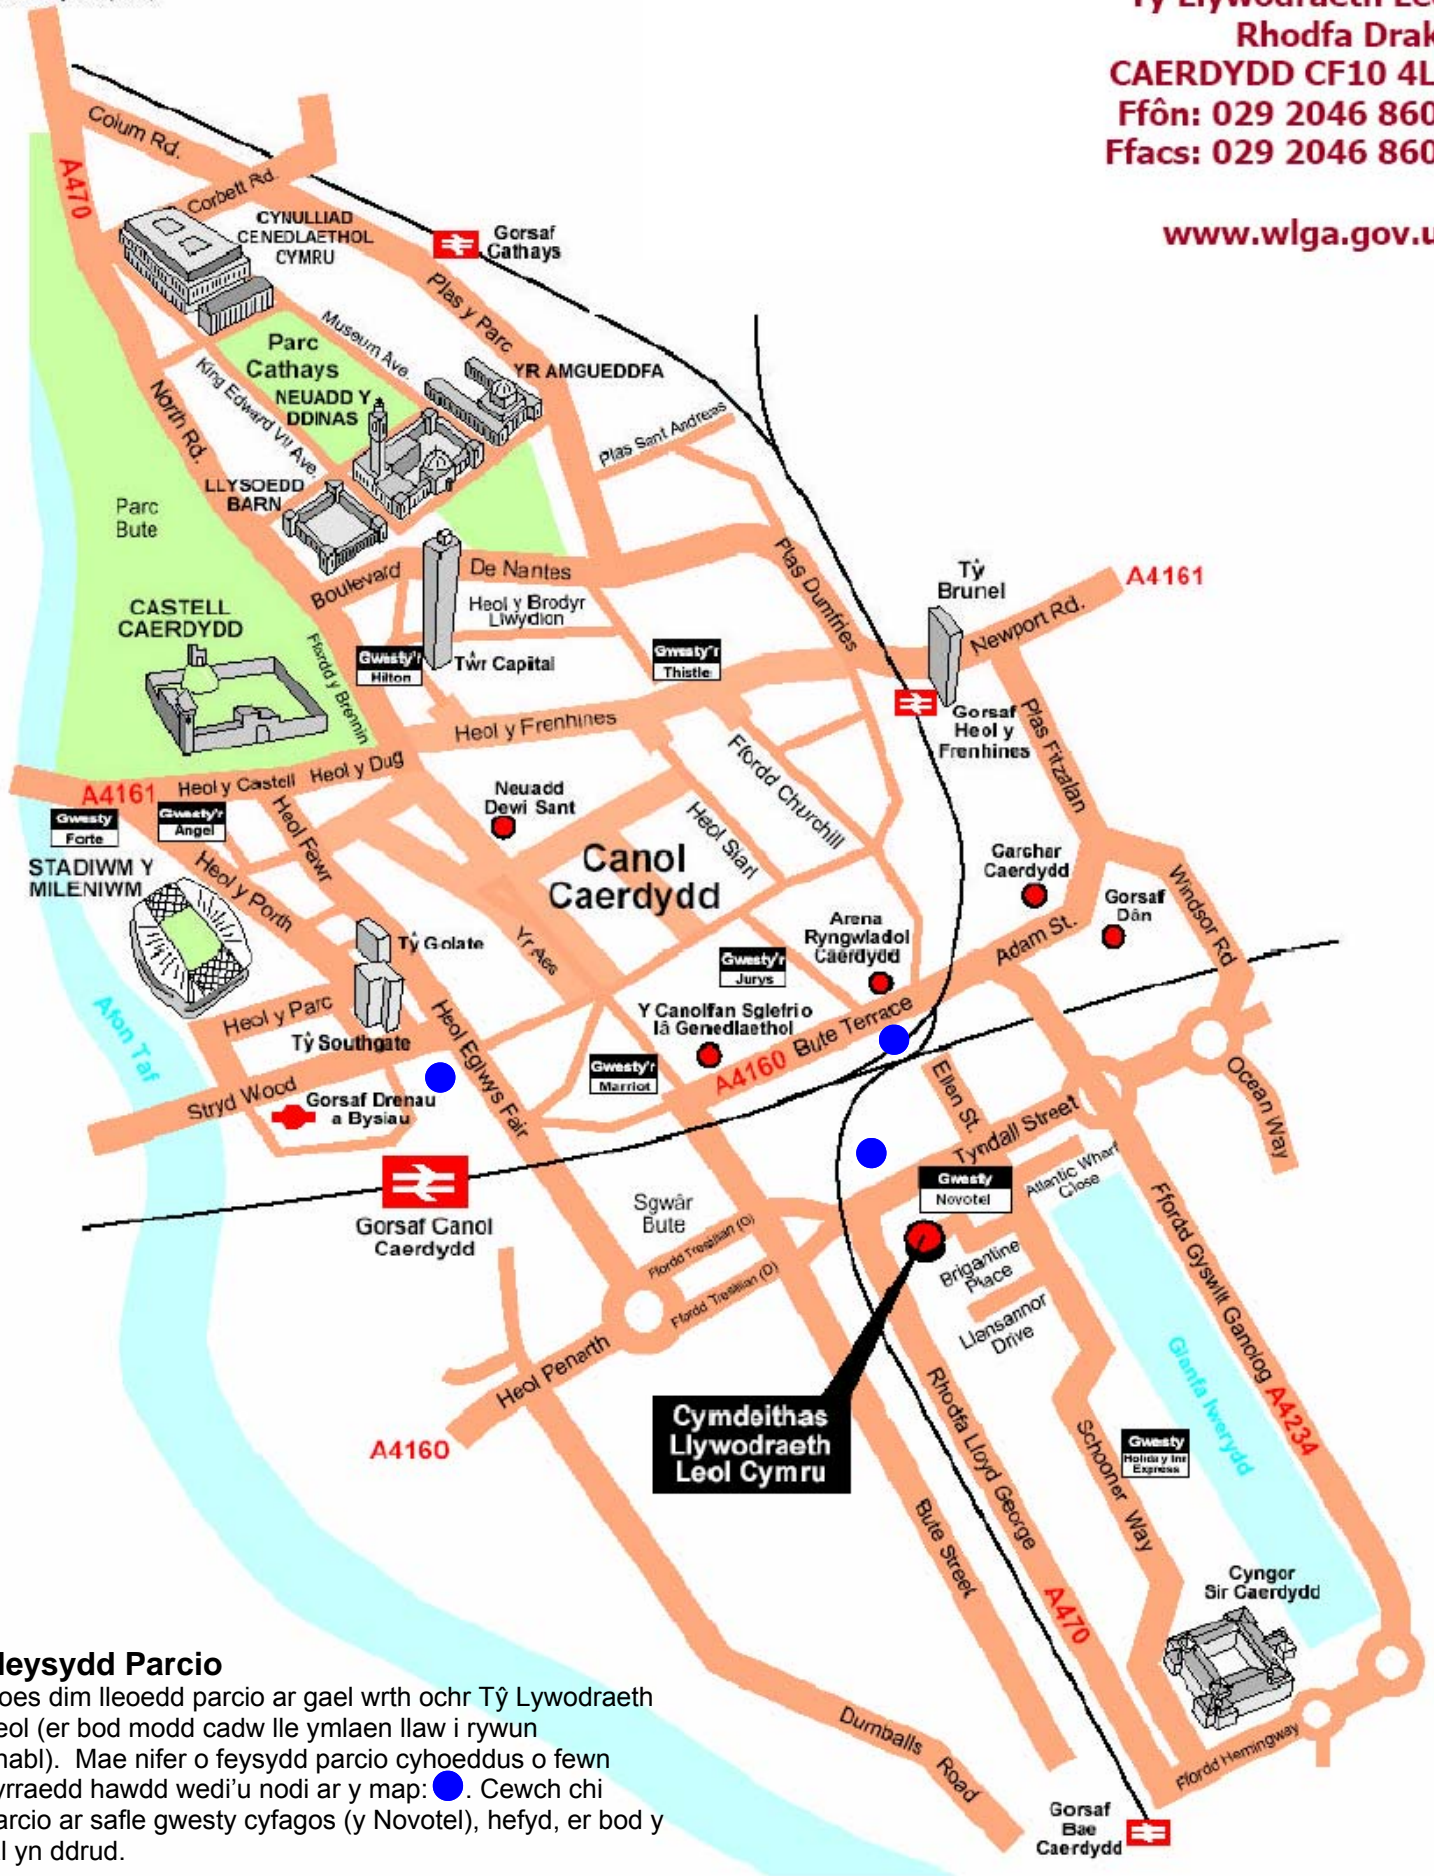 Rhodfa Drak
CAERDYDD CF10 4L
Ffôn: 029 2046 860
Ffacs: 029 2046 860
www.wlga.gov.u
Colum Rd.
A470
Corbett Rd.
CYNULLIAD
CENEDLAETHOL
CYMRU
Gorsaf
Cathays
Plas y Parc
Museum Ave.
Parc
Cathays
YR AMGUEDDFA
King Edward VII Ave.
NEUADD Y
DDINAS
North Rd.
Plas Sant Andreas
LLYSOEDD
BARN
Parc
Bute
Boulevard
De Nantes
Plas Dumfries
Tŷ
Brunel
A4161
Newport Rd.
Heol y Brodyr
Llwydion
CASTELL
CAERDYDD
Ffordd y Brennin
Gwesty'r
Hilton
Tŵr Capital
Gwesty'r
Thistle
Gorsaf
Heol y
Frenhines
Plas Fitzalan
Heol y Frenhines
Ffordd Churchill
Heol y Castell
Heol y Dug
A4161
Neuadd
Dewi Sant
Gwesty
Forte
Gwesty'r
Angel
Heol Fawr
Heol Siarl
Canol
Caerdydd
Garchar
Caerdydd
Windsor Rd
STADIWM Y
MILENIWM
Heol y Porth
Gorsaf
Dân
Arena
Ryngwladol
Caerdydd
Adam St.
Tŷ Golate
Yr Aes
Gwesty'r
Jurys
Heol y Parc
Heol Eglwys Fair
Y Canolfan Sglefrio
Iâ Genedlaethol
Bute Terrace
A4160
Afon Taf
Tŷ Southgate
Gwesty'r
Marriot
Ellen St.
Ocean Way
Stryd Wood
Gorsaf Drenau
a Bysiau
Tyndall Street
Gwesty
Novotel
Atlantic Wharf
Close
Gorsaf Canol
Caerdydd
Sgwâr
Bute
Ffordd Tresilian (G)
Ffordd Tresilian (D)
Brigantine
Place
Llansannor
Drive
Ffordd Gyswllt Ganolog A4234
Glanfa Iwerydd
Heol Penarth
A4160
Cymdeithas
Llywodraeth
Leol Cymru
Rhodfa Lloyd George
A470
Schooner Way
Gwesty
Holiday Inn
Express
Bute Street
Cyngor
Sir Caerdydd
Dumballs Road
Ffordd Hemingway
Gorsaf
Bae
Caerdydd
leysydd Parcio
oes dim lleoedd parcio ar gael wrth ochr Tŷ Lywodraeth
eol (er bod modd cadw lle ymlaen llaw i rywun
nabl). Mae nifer o feysydd parcio cyhoeddus o fewn
yrraedd hawdd wedi'u nodi ar y map: . Cewch chi
arcio ar safle gwesty cyfagos (y Novotel), hefyd, er bod y
l yn ddrud.